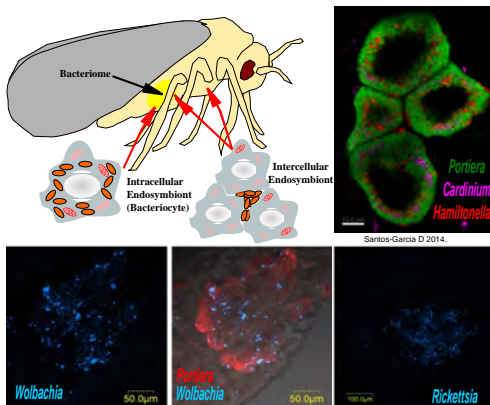 Bacteriome
Intracellular
Endosymbiont
(Bacteriocyte)
Intercellular
Endosymbiont
Portiera
Cardinium
Hamiltonella
Santos-Garcia D 2014.
Wolbachia
50.0μm
Portiera
Wolbachia
50.0μm
Rickettsia
100.0μm